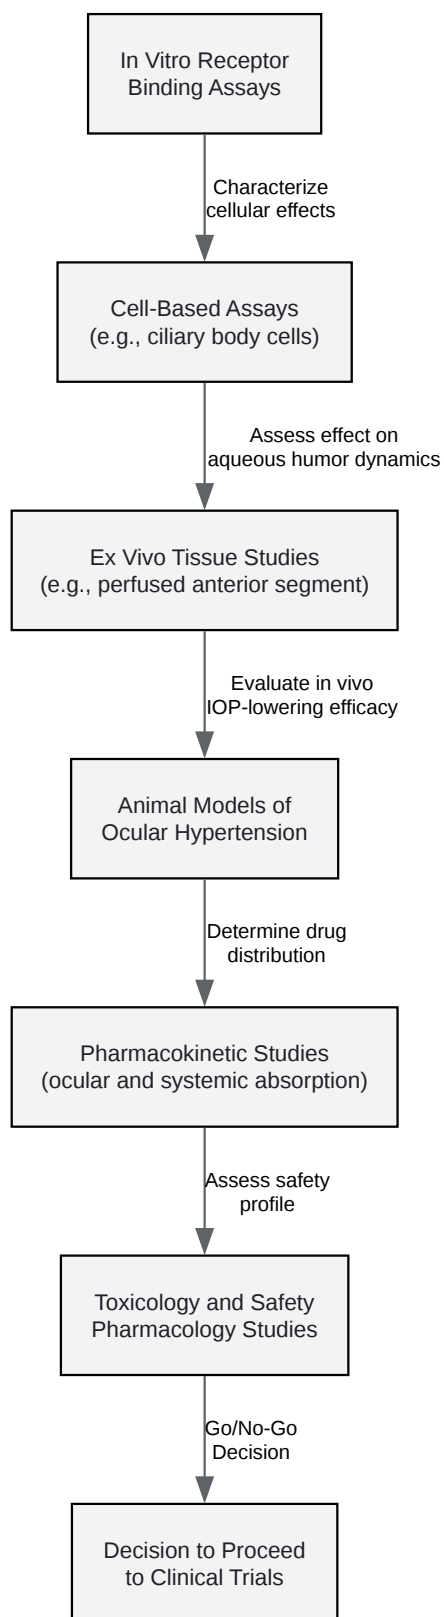 In Vitro Receptor
Binding Assays
Characterize
cellular effects
Cell-Based Assays
(e.g., ciliary body cells)
Assess effect on
aqueous humor dynamics
Ex Vivo Tissue Studies
(e.g., perfused anterior segment)
Evaluate in vivo
IOP-lowering efficacy
Animal Models of
Ocular Hypertension
Determine drug
distribution
Pharmacokinetic Studies
(ocular and systemic absorption)
Assess safety
profile
Toxicology and Safety
Pharmacology Studies
Go/No-Go
Decision
Decision to Proceed
to Clinical Trials